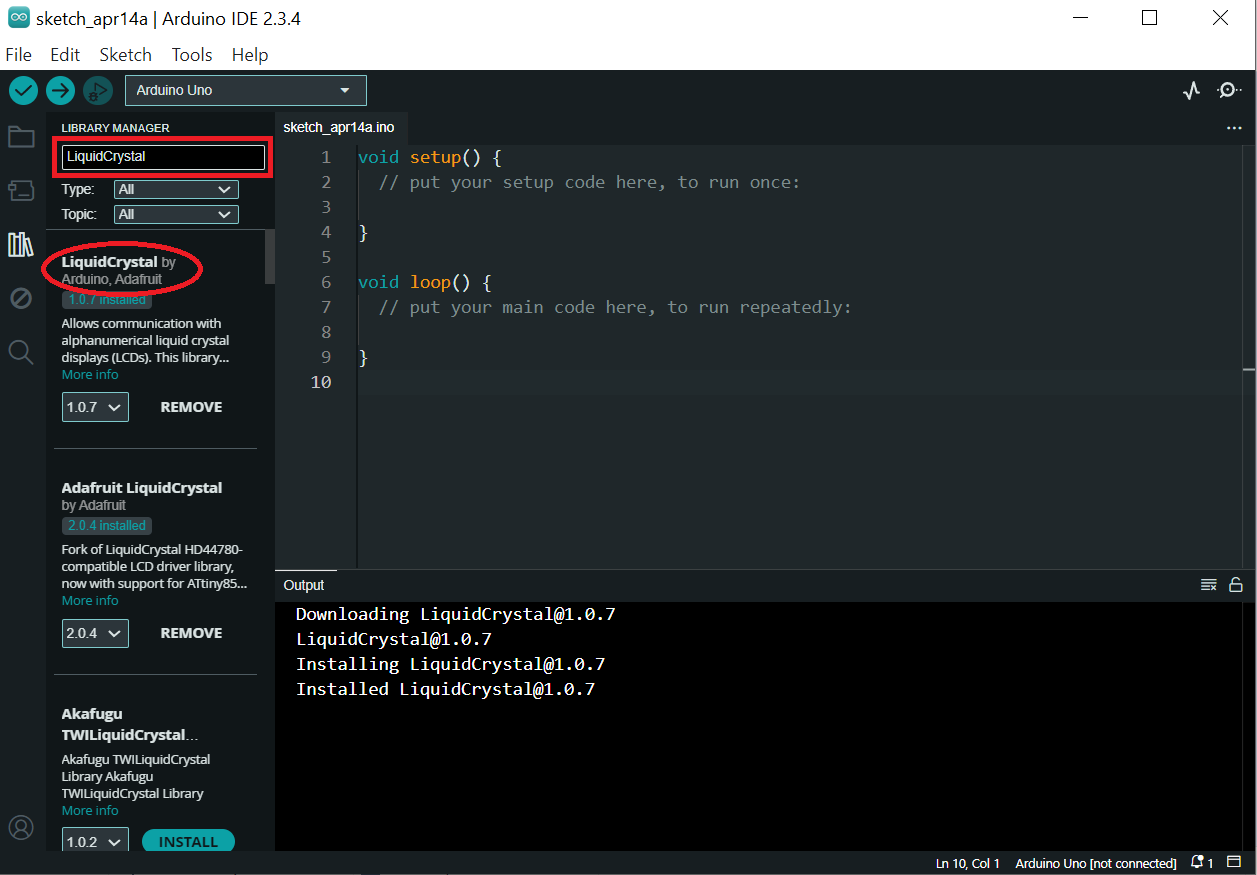 sketch_apr14a | Arduino IDE 2.3.4
File Edit Sketch Tools Help
Arduino Uno
LIBRARY MANAGER
LiquidCrystal
Type: All
Topic: All
LiquidCrystal by
Arduino, Adafruit
1.0.7 installed
Allows communication with
alphanumerical liquid crystal
displays (LCDs). This library...
More info
1.0.7 REMOVE
Adafruit LiquidCrystal
by Adafruit
2.0.4 installed
Fork of LiquidCrystal HD44780-
compatible LCD driver library,
now with support for ATtiny85...
More info
2.0.4 REMOVE
Akafugu
TWILiquidCrystal...
Akafugu TWILiquidCrystal
Library Akafugu
TWILiquidCrystal Library
More info
1.0.2 INSTALL
sketch_apr14a.ino
1 void setup() {
2 // put your setup code here, to run once:
3
4 }
5
6 void loop() {
7 // put your main code here, to run repeatedly:
8
9 }
10
Output
Downloading LiquidCrystal@1.0.7
LiquidCrystal@1.0.7
Installing LiquidCrystal@1.0.7
Installed LiquidCrystal@1.0.7
Ln 10, Col 1 Arduino Uno [not connected] 1